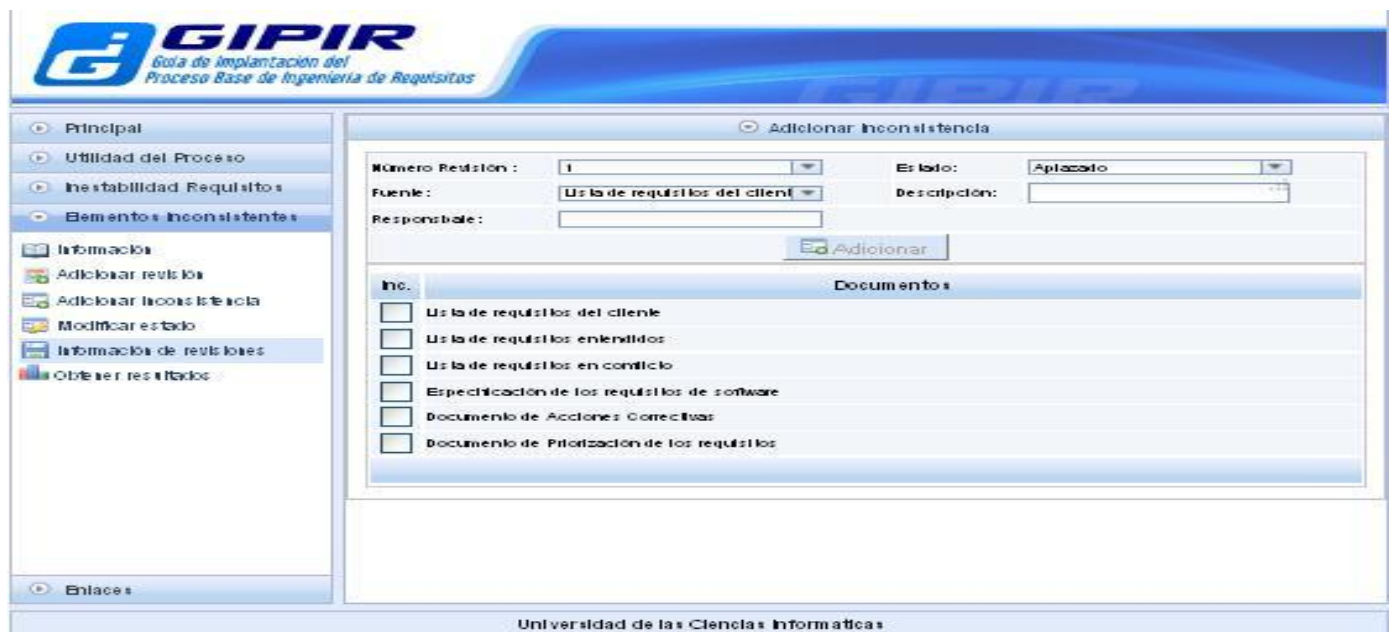 GIPIR
Guía de Implantación del
Proceso Base de Ingeniería de Requisitos
GIPIR
Principal
Utilidad del Proceso
Inestabilidad Requisitos
Elementos Inconsistentes
Información
Adicionar revisión
Adicionar inconsistencia
Modificar estado
Información de revisiones
Obtener resultados
Enlaces
Adicionar Inconsistencia
Número Revisión : 1 Estado: Aplazado
Fuente: Lista de requisitos del client Descripción:
Responsbale:
Adicionar
Inc. Documentos
Lista de requisitos del cliente
Lista de requisitos entendidos
Lista de requisitos en comflicio
Especificación de los requisitos de software
Documento de Acciones Correctivas
Documento de Priorización de los requisitos
Universidad de las Ciencias Informaticas